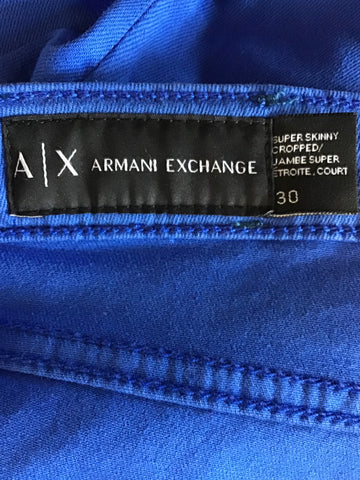 A|X ARMANI EXCHANGE
SUPER SKINNY
CROPPED/
JAMBE SUPER
ÉTROITE, COURT
30